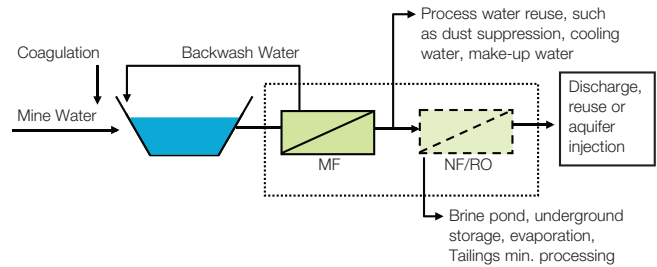 Process water reuse, such
as dust suppression, cooling
water, make-up water
Coagulation
Backwash Water
Mine Water
Discharge,
reuse or
aquifer
injection
MF
NF/RO
Brine pond, underground
storage, evaporation,
Tailings min. processing